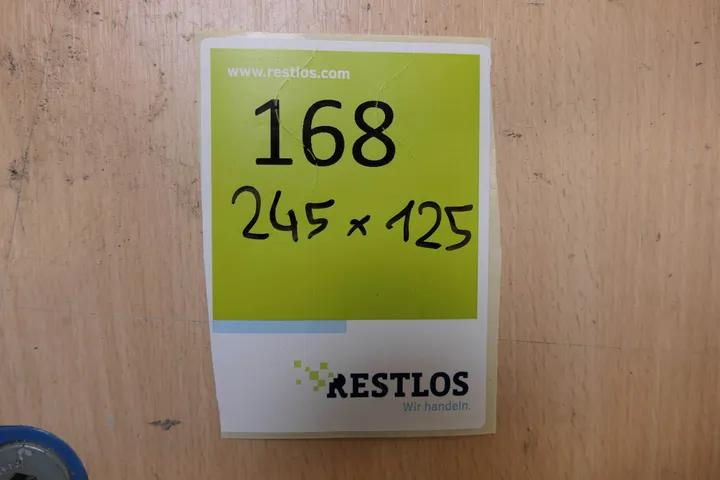 www.restlos.com
168
245 x 125
RESTLOS
Wir handeln.